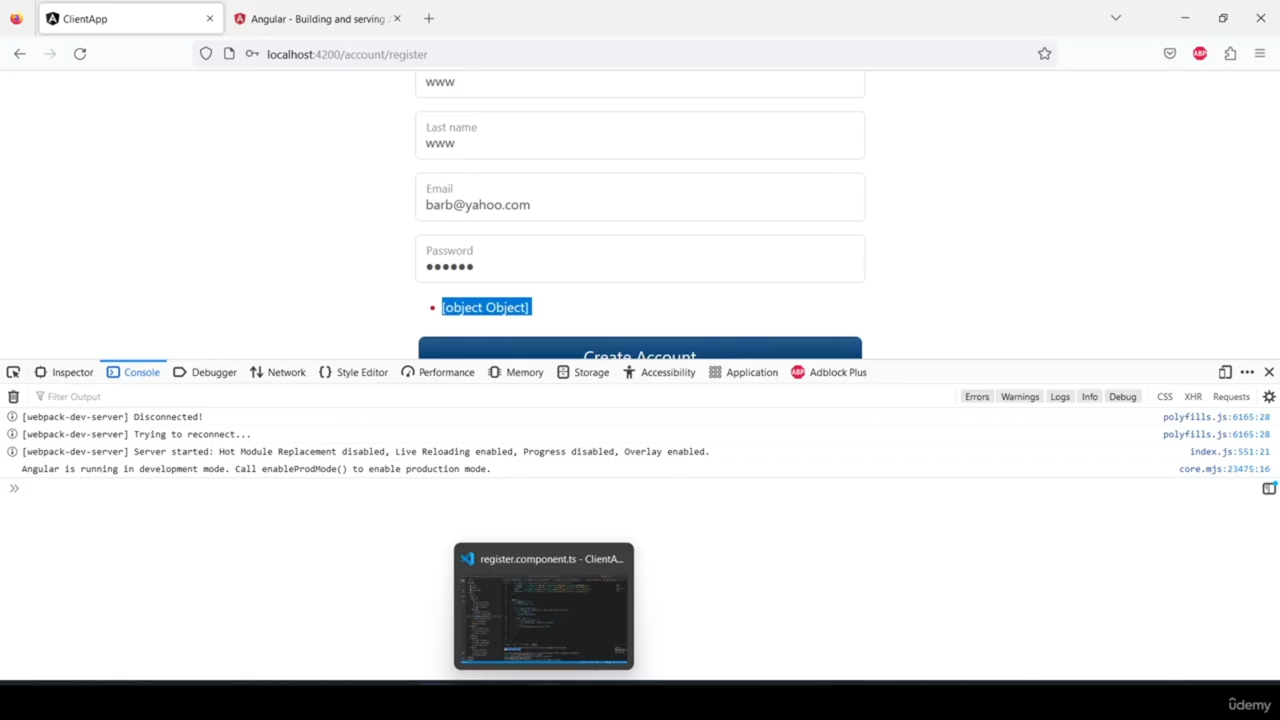 ClientApp
Angular - Building and serving A
localhost:4200/account/register
ABP
www
Last name
www
Email
barb@yahoo.com
Password
[object Object]
Create Account
Inspector
Console
Debugger
Network
Style Editor
Performance
Memory
Storage
Accessibility
Application
ABP
Adblock Plus
Filter Output
Errors
Warnings
Logs
Info
Debug
CSS
XHR
Requests
[webpack-dev-server] Disconnected! polyfills.js:6165:28
[webpack-dev-server] Trying to reconnect... polyfills.js:6165:28
[webpack-dev-server] Server started: Hot Module Replacement disabled, Live Reloading enabled, Progress disabled, Overlay enabled. index.js:551:21
Angular is running in development mode. Call enableProdMode() to enable production mode. core.mjs:23475:16
register.component.ts - ClientA...
ûdemy